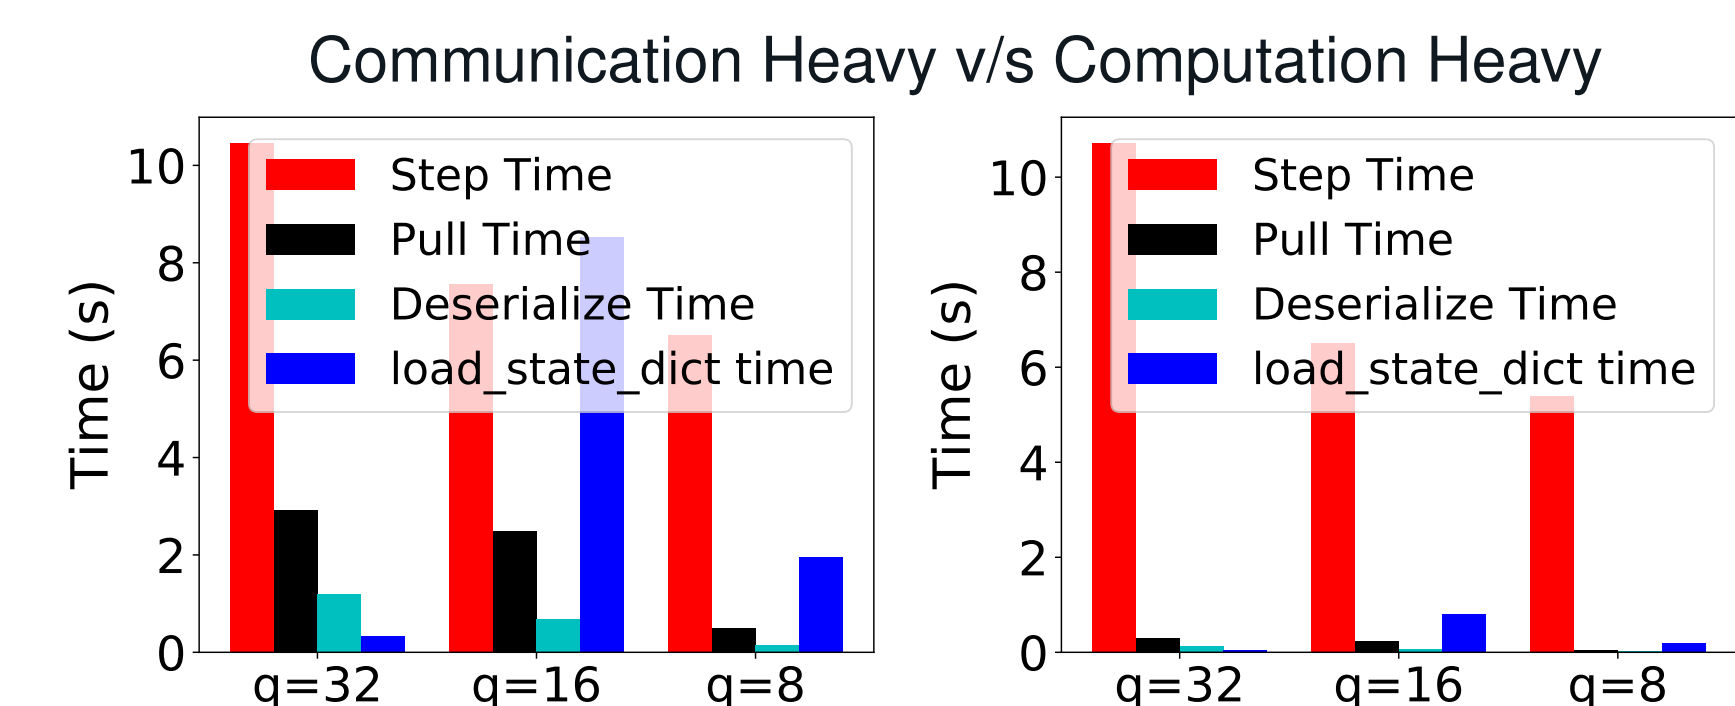 Communication Heavy v/s Computation Heavy
Time (s)
10
8
6
4
2
0
Step Time
Pull Time
Deserialize Time
load_state_dict time
q=32 q=16 q=8
Time (s)
10
8
6
4
2
0
Step Time
Pull Time
Deserialize Time
load_state_dict time
q=32 q=16 q=8